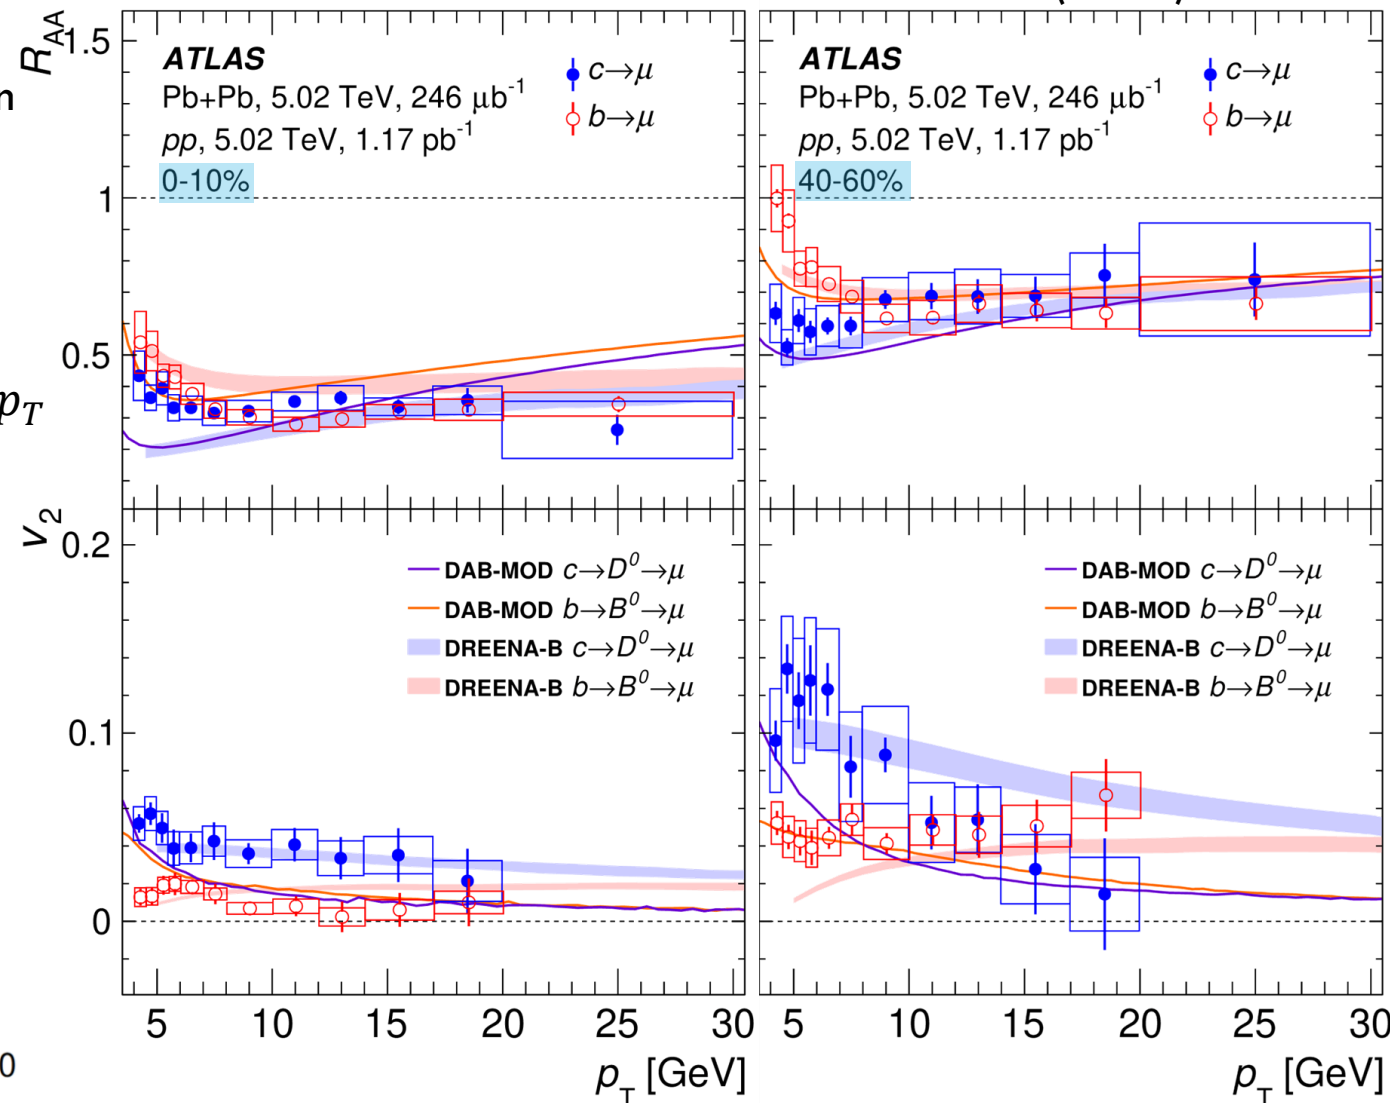 R_AA
1.5
1
0.5
n
p_T
ATLAS
Pb+Pb, 5.02 TeV, 246 μb⁻¹
pp, 5.02 TeV, 1.17 pb⁻¹
0-10%
c→μ
b→μ
ATLAS
Pb+Pb, 5.02 TeV, 246 μb⁻¹
pp, 5.02 TeV, 1.17 pb⁻¹
40-60%
c→μ
b→μ
v₂
0.2
0.1
0
DAB-MOD c→D⁰→μ
DAB-MOD b→B⁰→μ
DREENA-B c→D⁰→μ
DREENA-B b→B⁰→μ
DAB-MOD c→D⁰→μ
DAB-MOD b→B⁰→μ
DREENA-B c→D⁰→μ
DREENA-B b→B⁰→μ
5 10 15 20 25 30
5 10 15 20 25 30
p_T [GeV]
p_T [GeV]
0